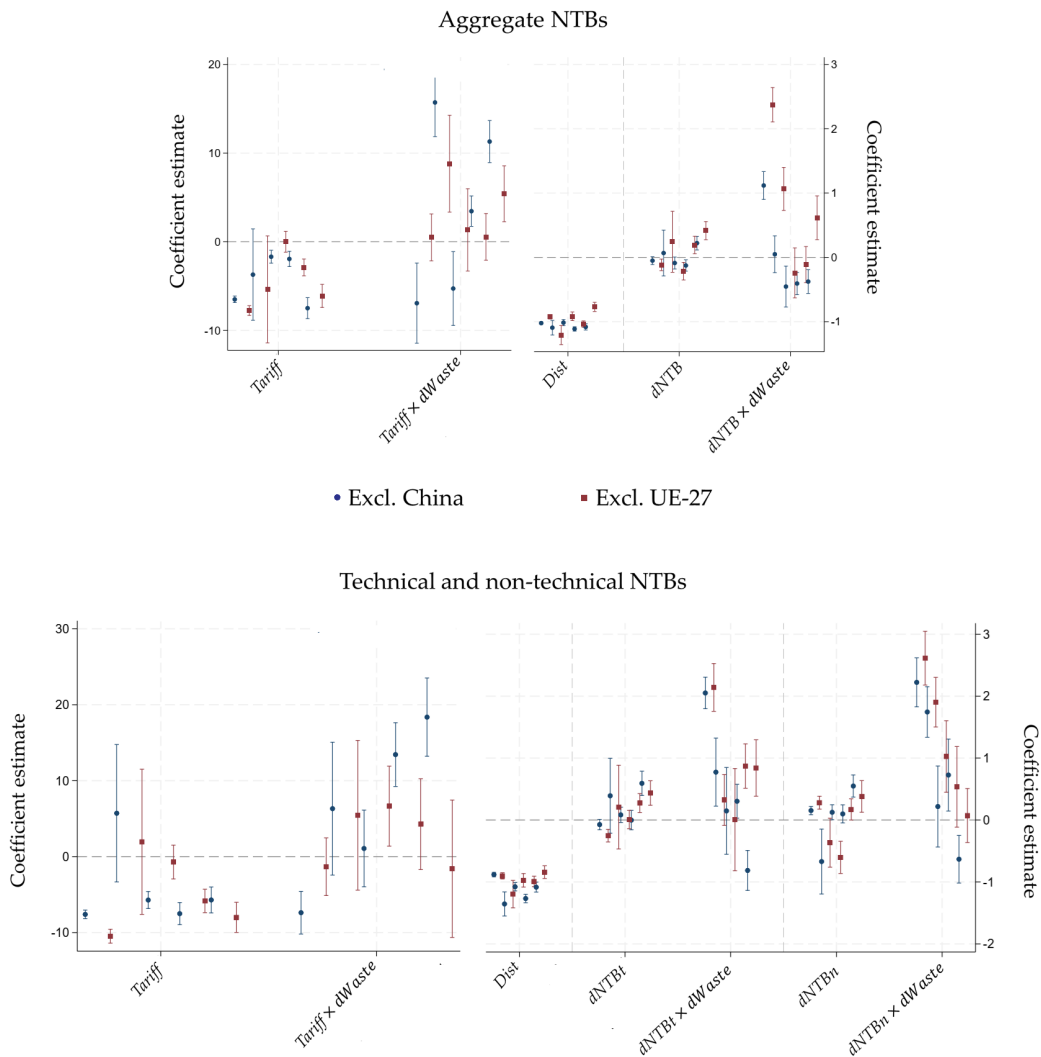 Aggregate NTBs
Coefficient estimate
20
10
0
-10
Tariff
Tariff × dWaste
3
2
1
0
-1
Coefficient estimate
Dist
dNTB
dNTB × dWaste
Excl. China
Excl. UE-27
Technical and non-technical NTBs
Coefficient estimate
30
20
10
0
-10
Tariff
Tariff × dWaste
3
2
1
0
-1
-2
Coefficient estimate
Dist
dNTBt
dNTBt × dWaste
dNTBn
dNTBn × dWaste